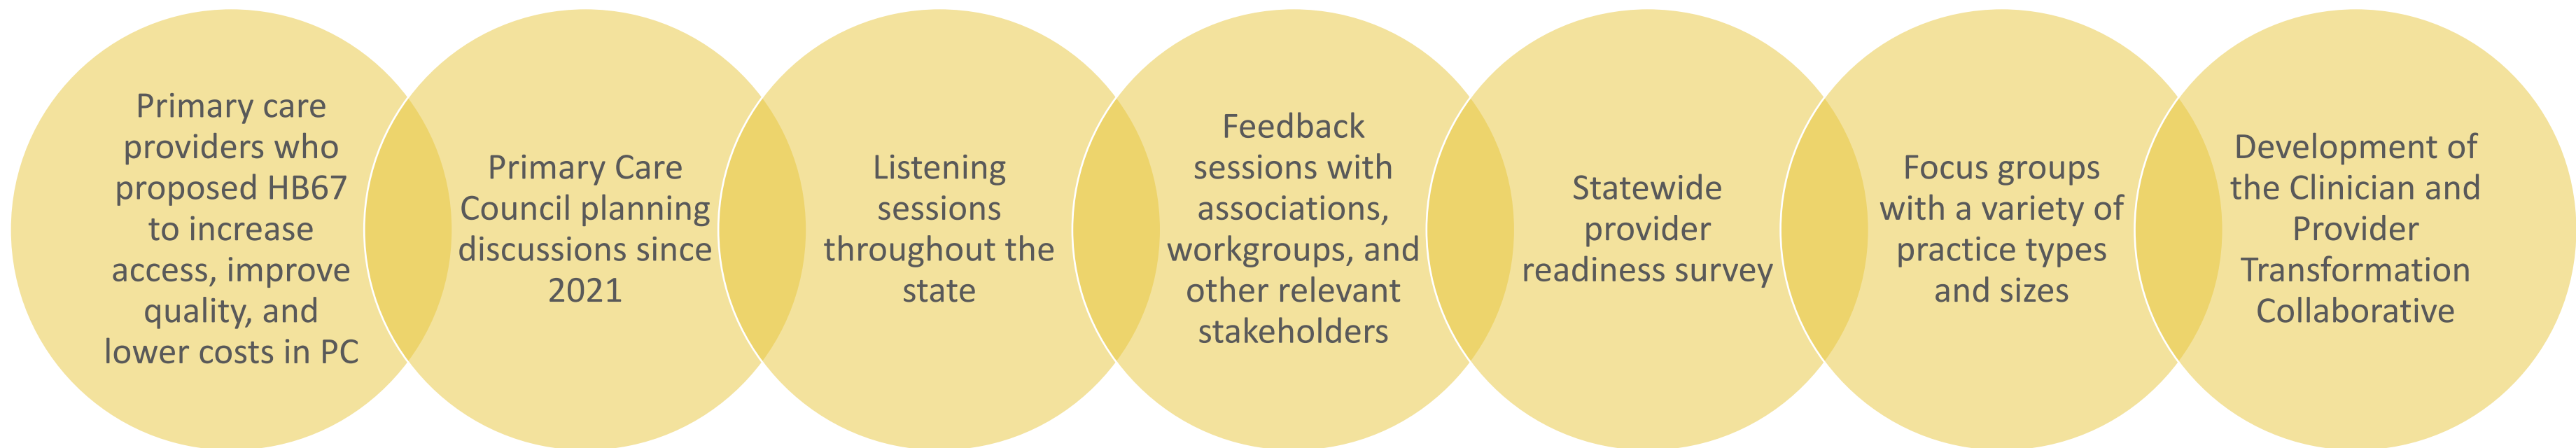 Primary care
providers who
proposed HB67
to increase
access, improve
quality, and
lower costs in PC
Primary Care
Council planning
discussions since
2021
Listening
sessions
throughout the
state
Feedback
sessions with
associations,
workgroups, and
other relevant
stakeholders
Statewide
provider
readiness survey
Focus groups
with a variety of
practice types
and sizes
Development of
the Clinician and
Provider
Transformation
Collaborative